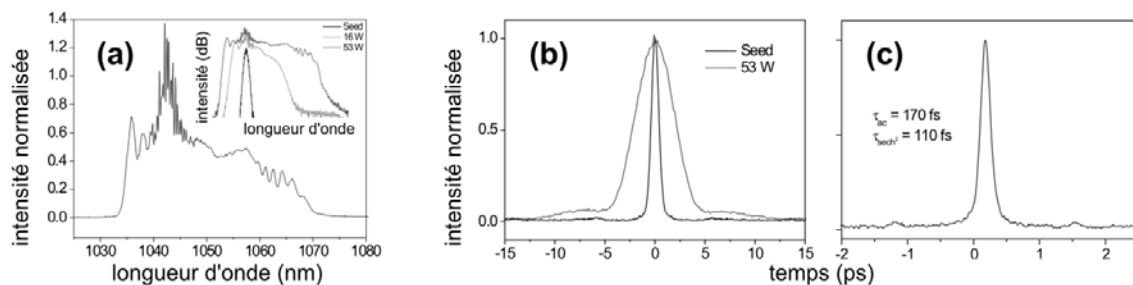 (a)
intensité normalisée
1.4
1.2
1.0
0.8
0.6
0.4
0.2
0.0
1030 1040 1050 1060 1070 1080
longueur d'onde (nm)
intensité (dB)
longueur d'onde
Seed
16 W
53 W
(b)
intensité normalisée
1.0
0.5
0.0
-15 -10 -5 0 5 10 15
Seed
53 W
(c)
τac = 170 fs
τsech² = 110 fs
-2 -1 0 1 2
temps (ps)